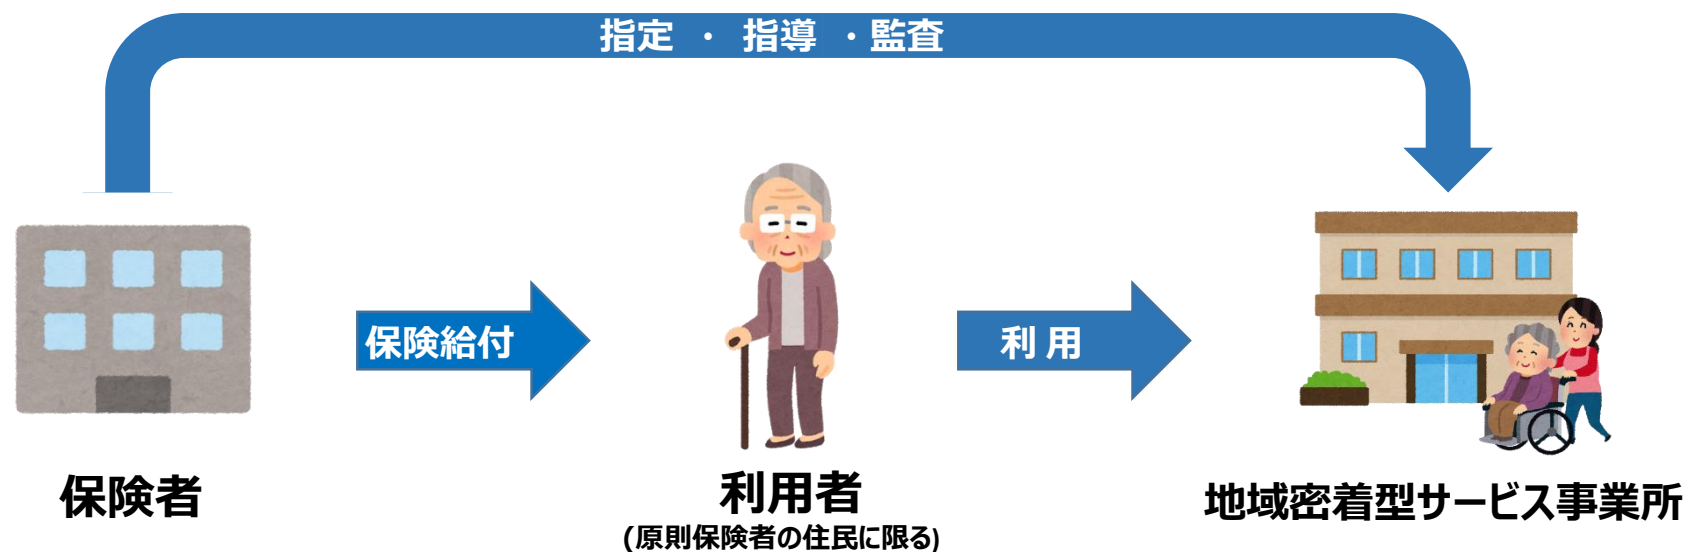 指定 ・ 指導 ・監査
保険給付
利 用
保険者
利用者
(原則保険者の住民に限る)
地域密着型サービス事業所